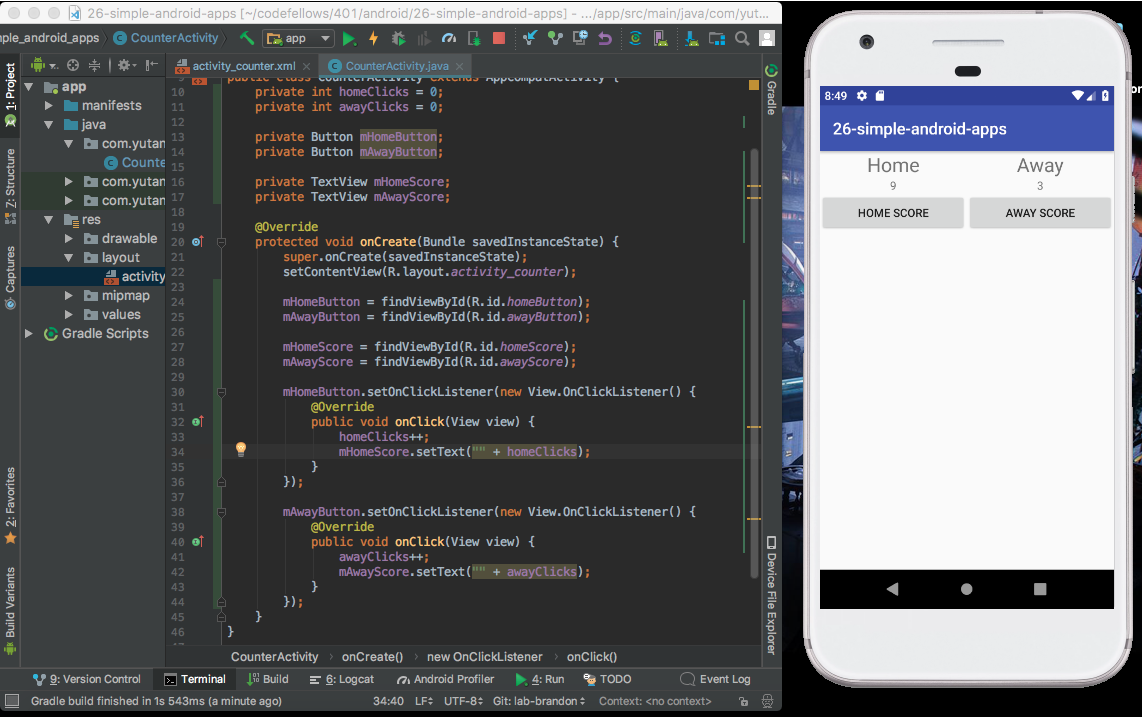 26-simple-android-apps [~/codefellows/401/android/26-simple-android-apps] - .../app/src/main/java/com/yut...
ple_android_apps
CounterActivity
app
1: Project
Z: Structure
Captures
2: Favorites
Build Variants
app
manifests
java
com.yutan
Counte
com.yutan
com.yutan
res
drawable
layout
activity
mipmap
values
Gradle Scripts
activity_counter.xml
CounterActivity.java
9 public class CounterActivity extends AppCompatActivity {
10 private int homeClicks = 0;
11 private int awayClicks = 0;
12
13 private Button mHomeButton;
14 private Button mAwayButton;
15
16 private TextView mHomeScore;
17 private TextView mAwayScore;
18
19 @Override
20 protected void onCreate(Bundle savedInstanceState) {
21 super.onCreate(savedInstanceState);
22 setContentView(R.layout.activity_counter);
23
24 mHomeButton = findViewById(R.id.homeButton);
25 mAwayButton = findViewById(R.id.awayButton);
26
27 mHomeScore = findViewById(R.id.homeScore);
28 mAwayScore = findViewById(R.id.awayScore);
29
30 mHomeButton.setOnClickListener(new View.OnClickListener() {
31 @Override
32 public void onClick(View view) {
33 homeClicks++;
34 mHomeScore.setText("" + homeClicks);
35 }
36 });
37
38 mAwayButton.setOnClickListener(new View.OnClickListener() {
39 @Override
40 public void onClick(View view) {
41 awayClicks++;
42 mAwayScore.setText("" + awayClicks);
43 }
44 });
45 }
46 }
CounterActivity › onCreate() › new OnClickListener › onClick()
Gradle
Device File Explorer
9: Version Control
Terminal
Build
6: Logcat
Android Profiler
4: Run
TODO
Event Log
Gradle build finished in 1s 543ms (a minute ago)
34:40
LF
UTF-8
Git: lab-brandon
Context: <no context>
8:49
26-simple-android-apps
Home
Away
9
3
HOME SCORE
AWAY SCORE